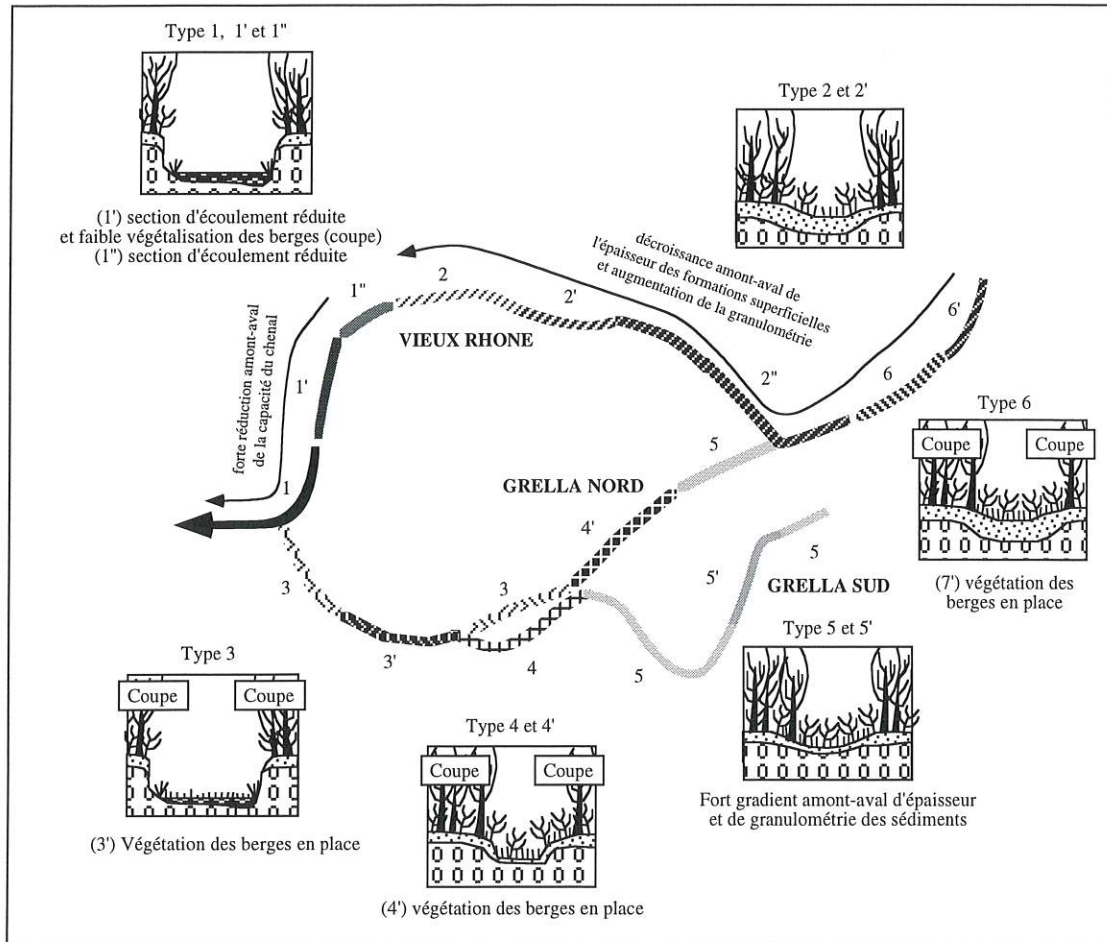 Type 1, 1' et 1"
(1') section d'écoulement réduite
et faible végétalisation des berges (coupe)
(1") section d'écoulement réduite
Type 2 et 2'
décroissance amont-aval de
l'épaisseur des formations superficielles
et augmentation de la granulométrie
forte réduction amont-aval
de la capacité du chenal
1"
2
2'
VIEUX RHONE
1'
2"
6
6'
1
5
GRELLA NORD
4'
Type 6
Coupe
Coupe
(7') végétation des
berges en place
3
3
5'
5
GRELLA SUD
3'
4
5
Type 3
Coupe
Coupe
(3') Végétation des berges en place
Type 4 et 4'
Coupe
Coupe
(4') végétation des berges en place
Type 5 et 5'
Fort gradient amont-aval d'épaisseur
et de granulométrie des sédiments